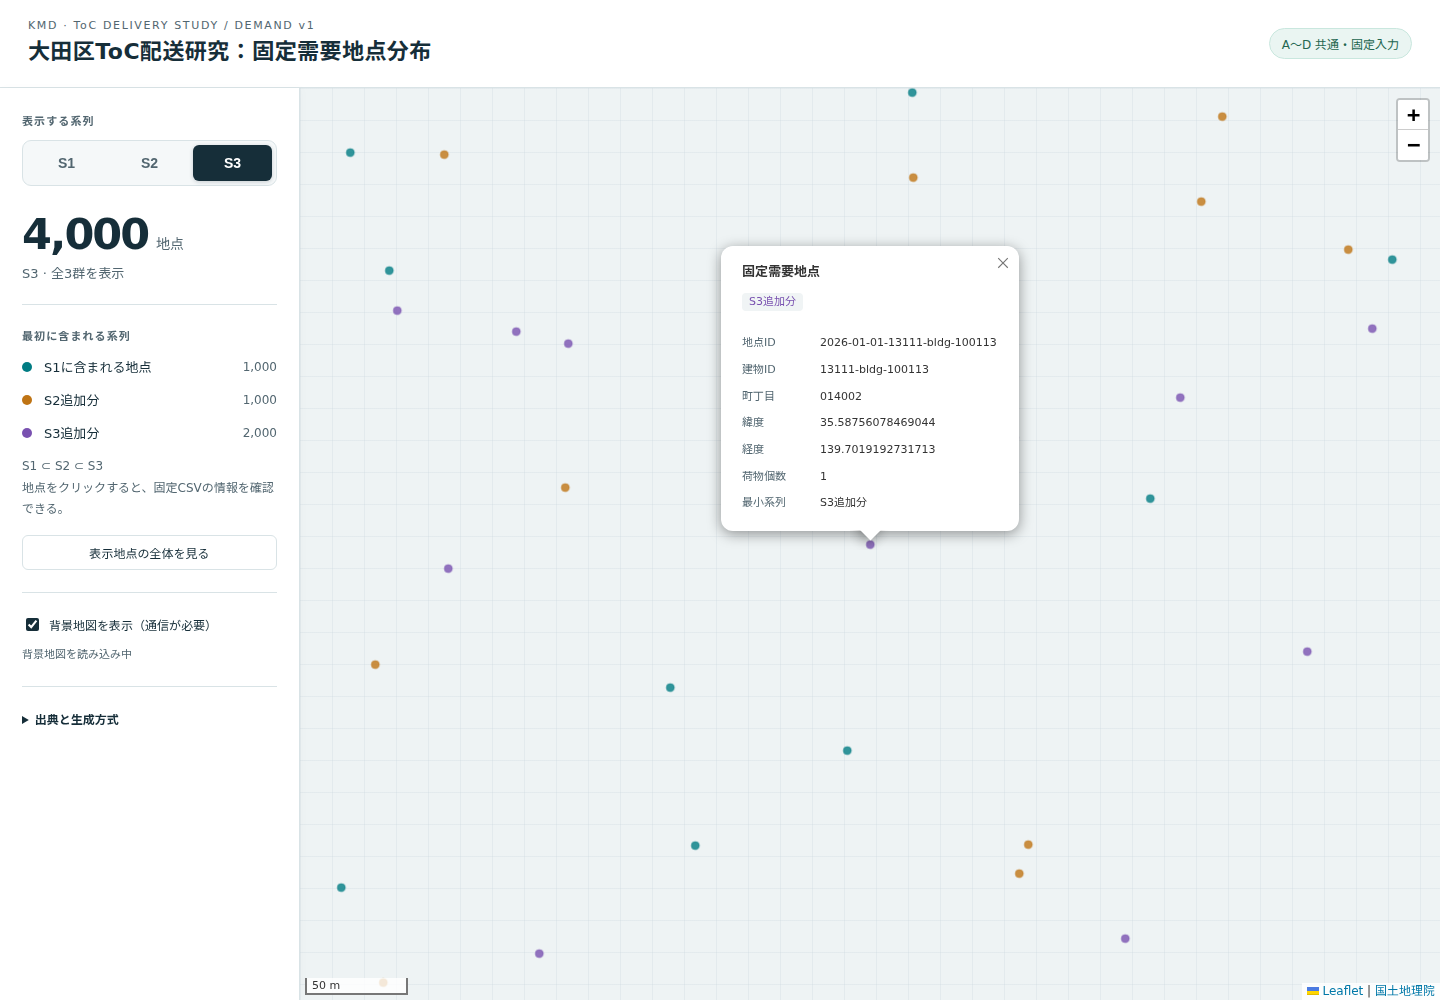 KMD · ToC DELIVERY STUDY / DEMAND v1
大田区ToC配送研究：固定需要地点分布
A〜D 共通・固定入力
表示する系列
S1
S2
S3
4,000 地点
S3 · 全3群を表示
最初に含まれる系列
S1に含まれる地点 1,000
S2追加分 1,000
S3追加分 2,000
S1 ⊂ S2 ⊂ S3
地点をクリックすると、固定CSVの情報を確認
できる。
表示地点の全体を見る
背景地図を表示（通信が必要）
背景地図を読み込み中
出典と生成方式
固定需要地点
S3追加分
地点ID 2026-01-01-13111-bldg-100113
建物ID 13111-bldg-100113
町丁目 014002
緯度 35.58756078469044
経度 139.7019192731713
荷物個数 1
最小系列 S3追加分
+
−
50 m
Leaflet | 国土地理院